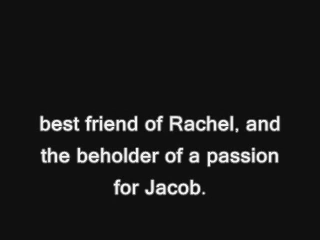 best friend of Rachel, and
the beholder of a passion
for Jacob.